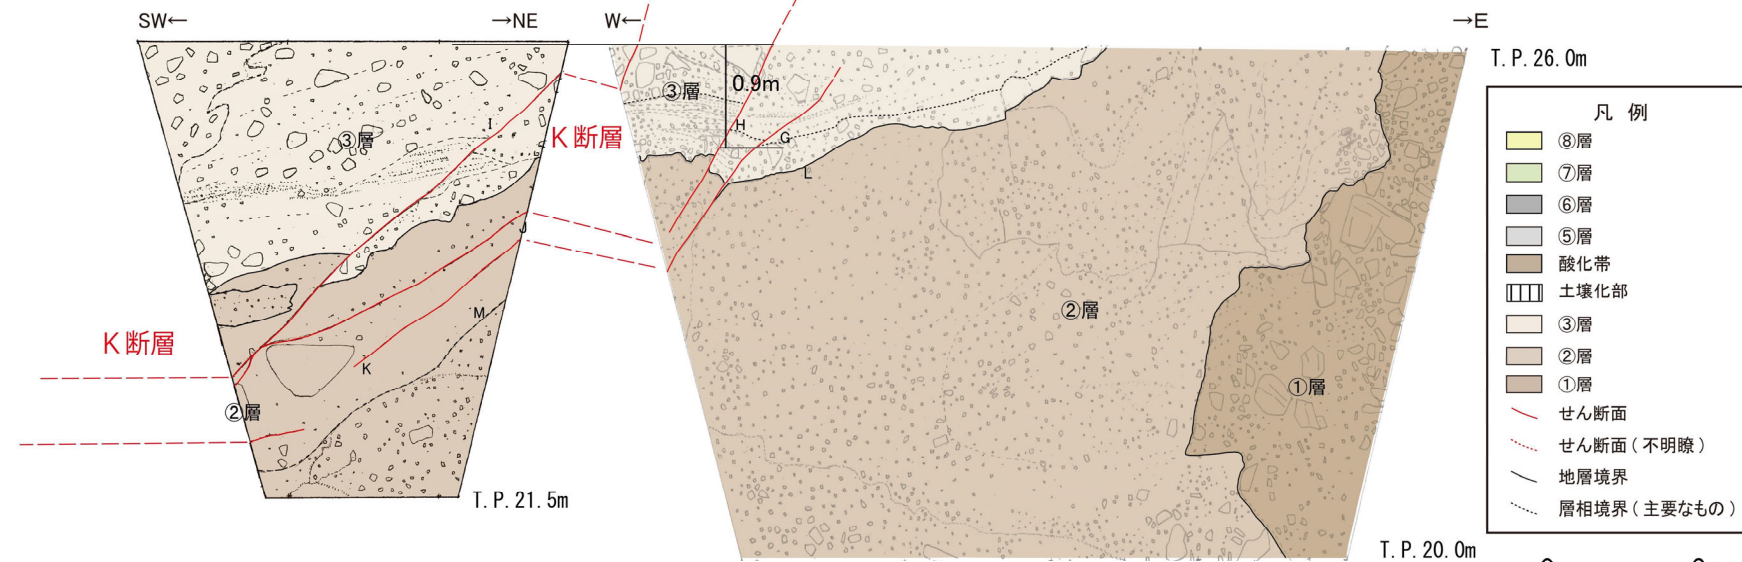 SW← →NE
W← →E
T.P.26.0m
③層
I
K断層
③層
0.9m
H
G
L
J
M
K
K断層
②層
T.P.21.5m
②層
①層
T.P.20.0m
凡例
⑧層
⑦層
⑥層
⑤層
酸化帯
土壌化部
③層
②層
①層
せん断面
せん断面(不明瞭)
地層境界
層相境界(主要なもの)